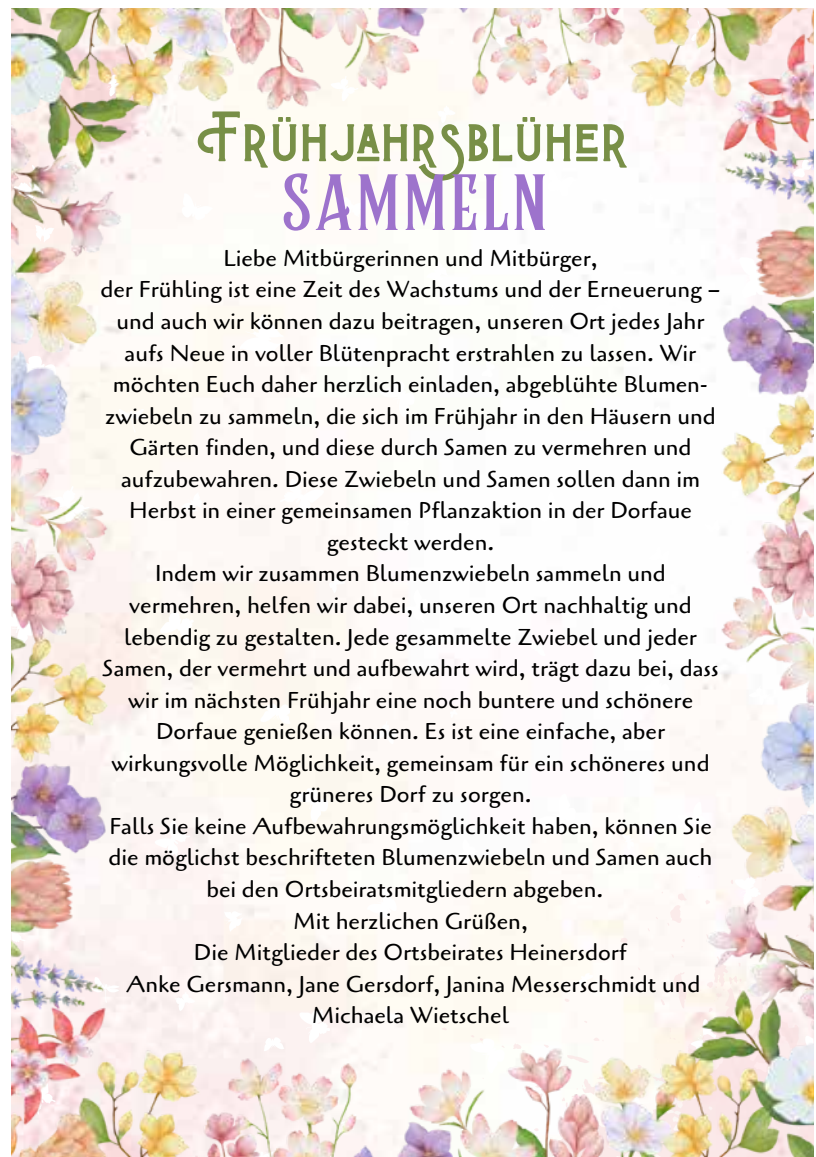 FRÜHJAHRSBLÜHER
SAMMELN
Liebe Mitbürgerinnen und Mitbürger,
der Frühling ist eine Zeit des Wachstums und der Erneuerung –
und auch wir können dazu beitragen, unseren Ort jedes Jahr
aufs Neue in voller Blütenpracht erstrahlen zu lassen. Wir
möchten Euch daher herzlich einladen, abgeblühte Blumen-
zwiebeln zu sammeln, die sich im Frühjahr in den Häusern und
Gärten finden, und diese durch Samen zu vermehren und
aufzubewahren. Diese Zwiebeln und Samen sollen dann im
Herbst in einer gemeinsamen Pflanzaktion in der Dorfaue
gesteckt werden.
Indem wir zusammen Blumenzwiebeln sammeln und
vermehren, helfen wir dabei, unseren Ort nachhaltig und
lebendig zu gestalten. Jede gesammelte Zwiebel und jeder
Samen, der vermehrt und aufbewahrt wird, trägt dazu bei, dass
wir im nächsten Frühjahr eine noch buntere und schönere
Dorfaue genießen können. Es ist eine einfache, aber
wirkungsvolle Möglichkeit, gemeinsam für ein schöneres und
grüneres Dorf zu sorgen.
Falls Sie keine Aufbewahrungsmöglichkeit haben, können Sie
die möglichst beschrifteten Blumenzwiebeln und Samen auch
bei den Ortsbeiratsmitgliedern abgeben.
Mit herzlichen Grüßen,
Die Mitglieder des Ortsbeirates Heinersdorf
Anke Gersmann, Jane Gersdorf, Janina Messerschmidt und
Michaela Wietschel